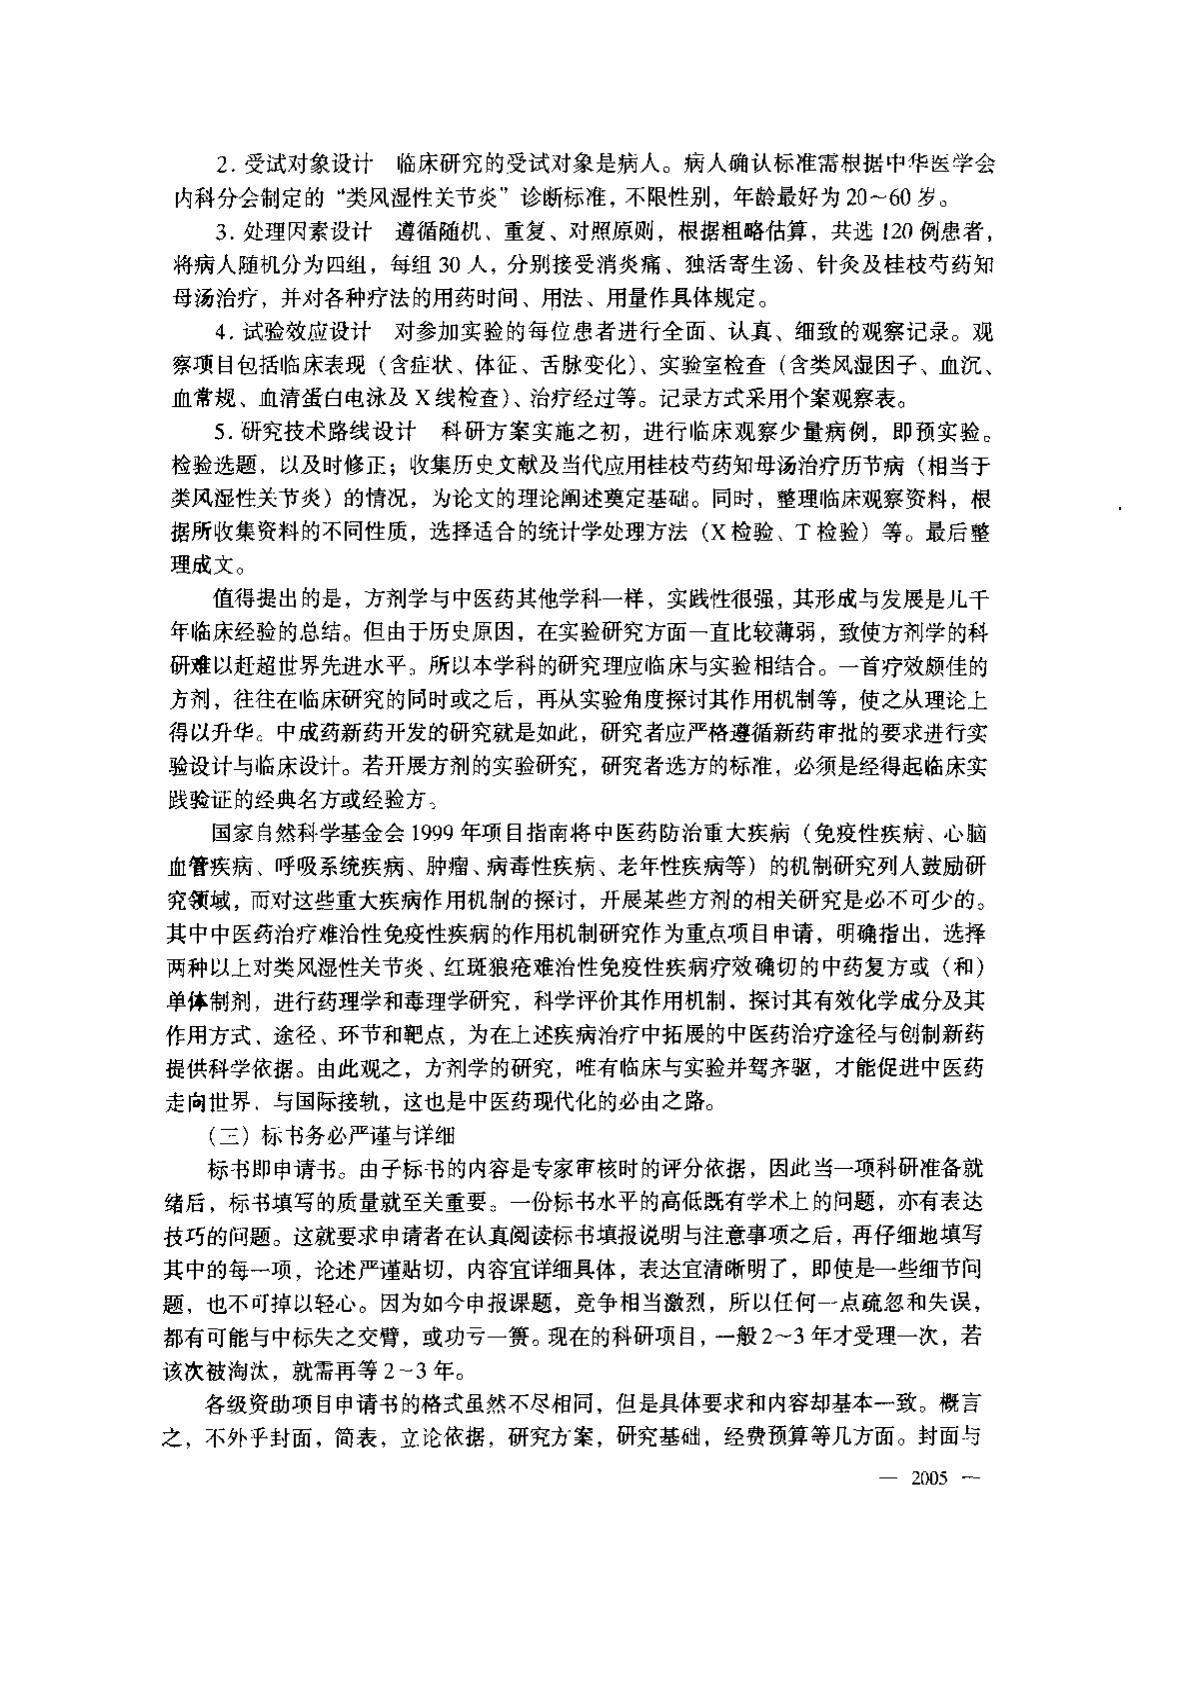 2. 受试对象设计　临床研究的受试对象是病人。病人确认标准需根据中华医学会
内科分会制定的“类风湿性关节炎”诊断标准，不限性别，年龄最好为 20～60 岁。
3. 处理因素设计　遵循随机、重复、对照原则，根据粗略估算，共选 120 例患者，
将病人随机分为四组，每组 30 人，分别接受消炎痛、独活寄生汤、针灸及桂枝芍药知
母汤治疗，并对各种疗法的用药时间、用法、用量作具体规定。
4. 试验效应设计　对参加实验的每位患者进行全面、认真、细致的观察记录。观
察项目包括临床表现（含症状、体征、舌脉变化）、实验室检查（含类风湿因子、血沉、
血常规、血清蛋白电泳及 X 线检查）、治疗经过等。记录方式采用个案观察表。
5. 研究技术路线设计　科研方案实施之初，进行临床观察少量病例，即预实验。
检验选题，以及时修正；收集历史文献及当代应用桂枝芍药知母汤治疗历节病（相当于
类风湿性关节炎）的情况，为论文的理论阐述奠定基础。同时，整理临床观察资料，根
据所收集资料的不同性质，选择适合的统计学处理方法（X 检验、T 检验）等。最后整
理成文。
值得提出的是，方剂学与中医药其他学科一样，实践性很强，其形成与发展是几千
年临床经验的总结。但由于历史原因，在实验研究方面一直比较薄弱，致使方剂学的科
研难以赶超世界先进水平。所以本学科的研究理应临床与实验相结合。一首疗效颇佳的
方剂，往往在临床研究的同时或之后，再从实验角度探讨其作用机制等，使之从理论上
得以升华。中成药新药开发的研究就是如此，研究者应严格遵循新药审批的要求进行实
验设计与临床设计。若开展方剂的实验研究，研究者选方的标准，必须是经得起临床实
践验证的经典名方或经验方。
国家自然科学基金会 1999 年项目指南将中医药防治重大疾病（免疫性疾病、心脑
血管疾病、呼吸系统疾病、肿瘤、病毒性疾病、老年性疾病等）的机制研究列人鼓励研
究领域，而对这些重大疾病作用机制的探讨，开展某些方剂的相关研究是必不可少的。
其中中医药治疗难治性免疫性疾病的作用机制研究作为重点项目申请，明确指出，选择
两种以上对类风湿性关节炎、红斑狼疮难治性免疫性疾病疗效确切的中药复方或（和）
单体制剂，进行药理学和毒理学研究，科学评价其作用机制，探讨其有效化学成分及其
作用方式、途径、环节和靶点，为在上述疾病治疗中拓展的中医药治疗途径与创制新药
提供科学依据。由此观之，方剂学的研究，唯有临床与实验并驾齐驱，才能促进中医药
走向世界、与国际接轨，这也是中医药现代化的必由之路。
（三）标书务必严谨与详细
标书即申请书。由子标书的内容是专家审核时的评分依据，因此当一项科研准备就
绪后，标书填写的质量就至关重要。一份标书水平的高低既有学术上的问题，亦有表达
技巧的问题。这就要求申请者在认真阅读标书填报说明与注意事项之后，再仔细地填写
其中的每一项，论述严谨贴切，内容宜详细具体，表达宜清晰明了，即使是一些细节问
题，也不可掉以轻心。因为如今申报课题，竞争相当激烈，所以任何一点疏忽和失误，
都有可能与中标失之交臂，或功亏一篑。现在的科研项目，一般 2～3 年才受理一次，若
该次被淘汰，就需再等 2～3 年。
各级资助项目申请书的格式虽然不尽相同，但是具体要求和内容却基本一致。概言
之，不外乎封面，简表，立论依据，研究方案，研究基础，经费预算等几方面。封面与
— 2005 —